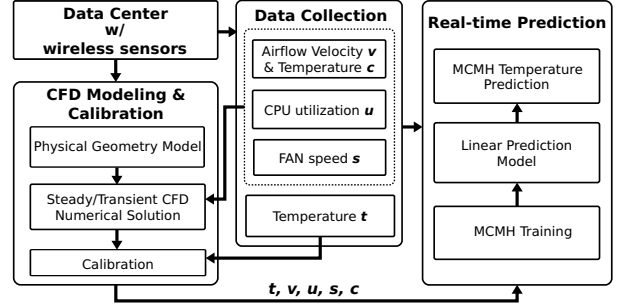 Data Center
w/
wireless sensors
CFD Modeling &
Calibration
Physical Geometry Model
Steady/Transient CFD
Numerical Solution
Calibration
Data Collection
Airflow Velocity v
& Temperature c
CPU utilization u
FAN speed s
Temperature t
Real-time Prediction
MCMH Temperature
Prediction
Linear Prediction
Model
MCMH Training
t, v, u, s, c